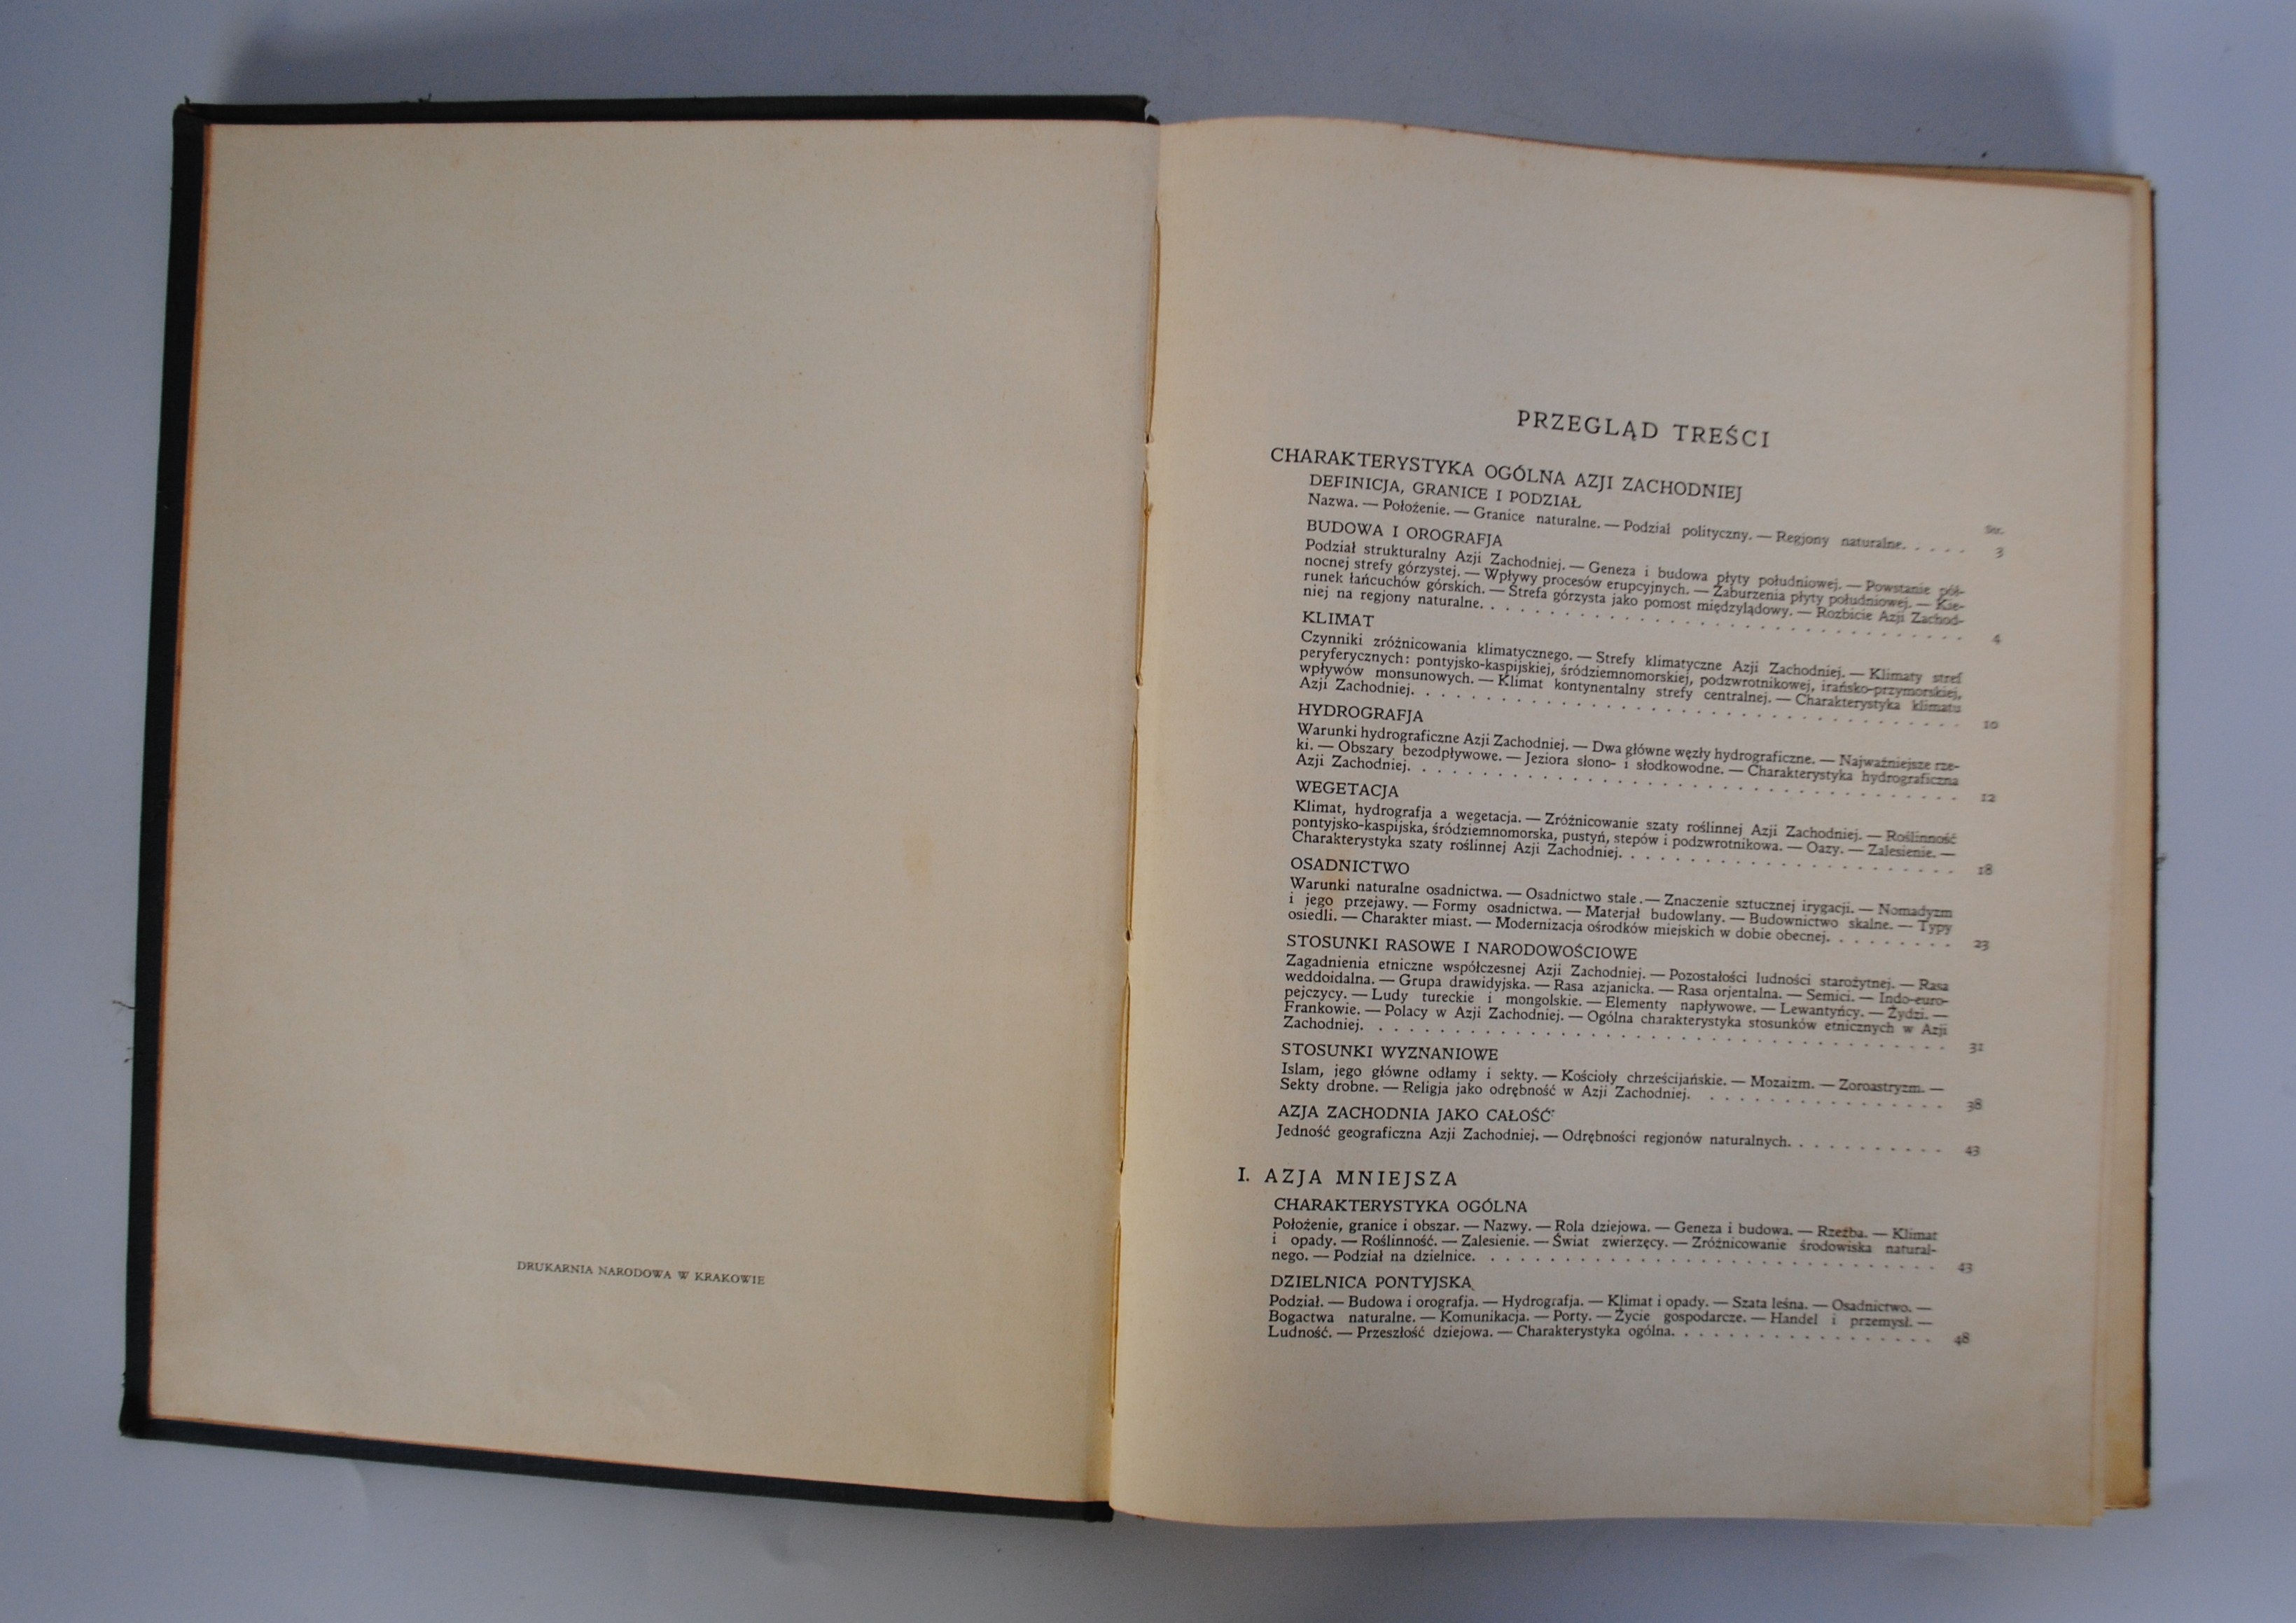 DRUKARNIA NARODOWA W KRAKOWIE
PRZEGLĄD TREŚCI
CHARAKTERYSTYKA OGÓLNA AZJI ZACHODNIEJ
Str.
DEFINICJA, GRANICE I PODZIAŁ
Nazwa. — Położenie. — Granice naturalne. — Podział polityczny. — Regjony naturalne. . . . . . 3
BUDOWA I OROGRAFJA
Podział strukturalny Azji Zachodniej. — Geneza i budowa płyty południowej. — Powstanie pół-
nocnej strefy górzystej. — Wpływy procesów erupcyjnych. — Zaburzenia płyty południowej. — Kie-
runek łańcuchów górskich. — Strefa górzysta jako pomost międzylądowy. — Rozbicie Azji Zachod-
niej na regjony naturalne. . . . . . . . . . . . . . . . . . . . . . . . . . . . . . . . 4
KLIMAT
Czynniki zróżnicowania klimatycznego. — Strefy klimatyczne Azji Zachodniej. — Klimaty stref
peryferycznych: pontyjsko-kaspijskiej, śródziemnomorskiej, podzwrotnikowej, irańsko-przymorskiej,
wpływów monsunowych. — Klimat kontynentalny strefy centralnej. — Charakterystyka klimatu
Azji Zachodniej. . . . . . . . . . . . . . . . . . . . . . . . . . . . . . . . . . . . 10
HYDROGRAFJA
Warunki hydrograficzne Azji Zachodniej. — Dwa główne węzły hydrograficzne. — Najważniejsze rze-
ki. — Obszary bezodpływowe. — Jeziora słono- i słodkowodne. — Charakterystyka hydrograficzna
Azji Zachodniej. . . . . . . . . . . . . . . . . . . . . . . . . . . . . . . . . . . . 12
WEGETACJA
Klimat, hydrografja a wegetacja. — Zróżnicowanie szaty roślinnej Azji Zachodniej. — Roślinność
pontyjsko-kaspijska, śródziemnomorska, pustyń, stepów i podzwrotnikowa. — Oazy. — Zalesienie. —
Charakterystyka szaty roślinnej Azji Zachodniej. . . . . . . . . . . . . . . . . . . . . . 18
OSADNICTWO
Warunki naturalne osadnictwa. — Osadnictwo stałe. — Znaczenie sztucznej irygacji. — Nomadyzm
i jego przejawy. — Formy osadnictwa. — Materjał budowlany. — Budownictwo skalne. — Typy
osiedli. — Charakter miast. — Modernizacja ośrodków miejskich w dobie obecnej. . . . . . . . . 23
STOSUNKI RASOWE I NARODOWOŚCIOWE
Zagadnienia etniczne współczesnej Azji Zachodniej. — Pozostałości ludności starożytnej. — Rasa
weddoidalna. — Grupa drawidyjska. — Rasa azjanicka. — Rasa orjentalna. — Semici. — Indo-euro-
pejczycy. — Ludy tureckie i mongolskie. — Elementy napływowe. — Lewantyńcy. — Żydzi. —
Frankowie. — Polacy w Azji Zachodniej. — Ogólna charakterystyka stosunków etnicznych w Azji
Zachodniej. . . . . . . . . . . . . . . . . . . . . . . . . . . . . . . . . . . . . . 31
STOSUNKI WYZNANIOWE
Islam, jego główne odłamy i sekty. — Kościoły chrześcijańskie. — Mozaizm. — Zoroastryzm. —
Sekty drobne. — Religja jako odrębność w Azji Zachodniej. . . . . . . . . . . . . . . . . 38
AZJA ZACHODNIA JAKO CAŁOŚĆ
Jedność geograficzna Azji Zachodniej. — Odrębności regjonów naturalnych. . . . . . . . . . . 43
I. AZJA MNIEJSZA
CHARAKTERYSTYKA OGÓLNA
Położenie, granice i obszar. — Nazwy. — Rola dziejowa. — Geneza i budowa. — Rzeźba. — Klimat
i opady. — Roślinność. — Zalesienie. — Świat zwierzęcy. — Zróżnicowanie środowiska natural-
nego. — Podział na dzielnice. . . . . . . . . . . . . . . . . . . . . . . . . . . . . . 43
DZIELNICA PONTYJSKA
Podział. — Budowa i orografja. — Hydrografja. — Klimat i opady. — Szata leśna. — Osadnictwo. —
Bogactwa naturalne. — Komunikacja. — Porty. — Życie gospodarcze. — Handel i przemysł. —
Ludność. — Przeszłość dziejowa. — Charakterystyka ogólna. . . . . . . . . . . . . . . . . . 48